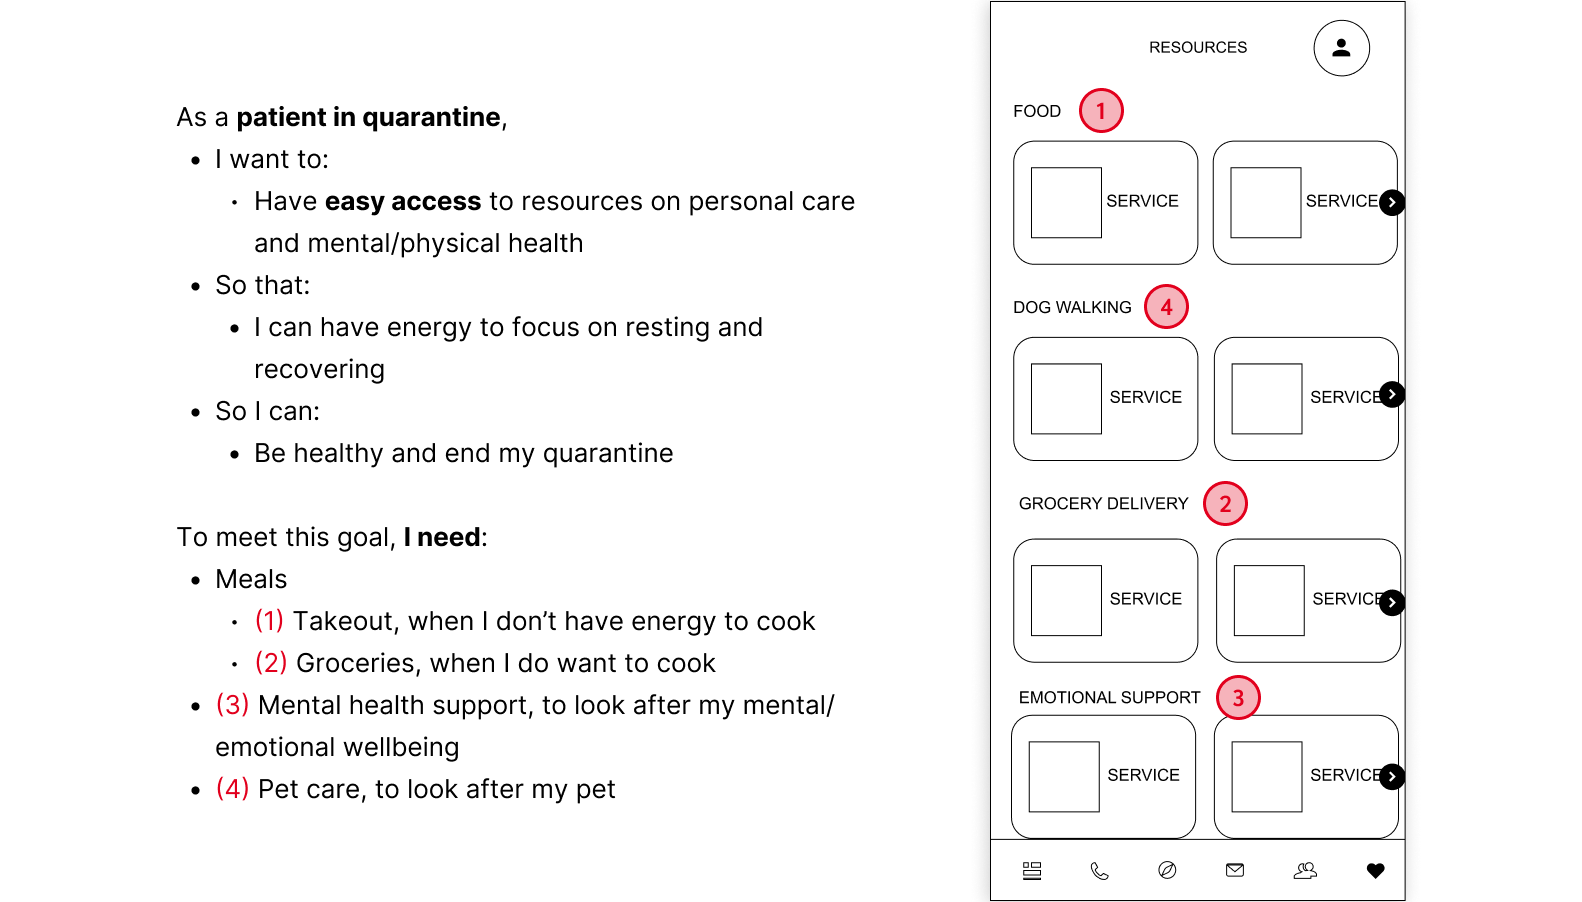 As a patient in quarantine,
• I want to:
• Have easy access to resources on personal care
and mental/physical health
• So that:
• I can have energy to focus on resting and
recovering
• So I can:
• Be healthy and end my quarantine
To meet this goal, I need:
• Meals
• (1) Takeout, when I don’t have energy to cook
• (2) Groceries, when I do want to cook
• (3) Mental health support, to look after my mental/
emotional wellbeing
• (4) Pet care, to look after my pet
RESOURCES
FOOD 1
SERVICE SERVICE
DOG WALKING 4
SERVICE SERVICE
GROCERY DELIVERY 2
SERVICE SERVICE
EMOTIONAL SUPPORT 3
SERVICE SERVICE